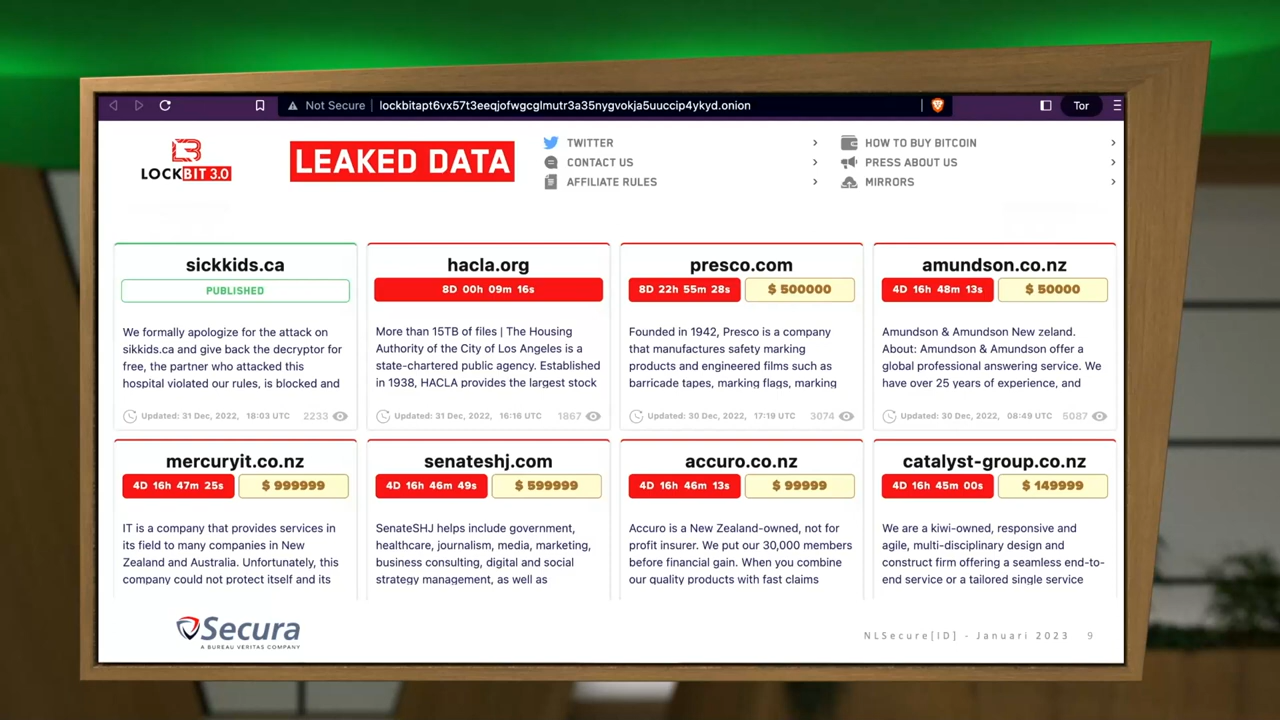 Not Secure | lockbitapt6vx57t3eeqjofwgcglmutr3a35nygvokja5uuccip4ykyd.onion
Tor
LOCKBIT 3.0
LEAKED DATA
TWITTER
CONTACT US
AFFILIATE RULES
HOW TO BUY BITCOIN
PRESS ABOUT US
MIRRORS
sickkids.ca
PUBLISHED
We formally apologize for the attack on
sikkids.ca and give back the decryptor for
free, the partner who attacked this
hospital violated our rules, is blocked and
Updated: 31 Dec, 2022, 18:03 UTC 2233
hacla.org
8D 00h 09m 16s
More than 15TB of files | The Housing
Authority of the City of Los Angeles is a
state-chartered public agency. Established
in 1938, HACLA provides the largest stock
Updated: 31 Dec, 2022, 16:16 UTC 1867
presco.com
8D 22h 55m 28s $ 500000
Founded in 1942, Presco is a company
that manufactures safety marking
products and engineered films such as
barricade tapes, marking flags, marking
Updated: 30 Dec, 2022, 17:19 UTC 3074
amundson.co.nz
4D 16h 48m 13s $ 50000
Amundson & Amundson New zeland.
About: Amundson & Amundson offer a
global professional answering service. We
have over 25 years of experience, and
Updated: 30 Dec, 2022, 08:49 UTC 5087
mercuryit.co.nz
4D 16h 47m 25s $ 999999
IT is a company that provides services in
its field to many companies in New
Zealand and Australia. Unfortunately, this
company could not protect itself and its
senateshj.com
4D 16h 46m 49s $ 599999
SenateSHJ helps include government,
healthcare, journalism, media, marketing,
business consulting, digital and social
strategy management, as well as
accuro.co.nz
4D 16h 46m 13s $ 99999
Accuro is a New Zealand-owned, not for
profit insurer. We put our 30,000 members
before financial gain. When you combine
our quality products with fast claims
catalyst-group.co.nz
4D 16h 45m 00s $ 149999
We are a kiwi-owned, responsive and
agile, multi-disciplinary design and
construct firm offering a seamless end-to-
end service or a tailored single service
Secura
A BUREAU VERITAS COMPANY
NLSecure[ID] - Januari 2023 9